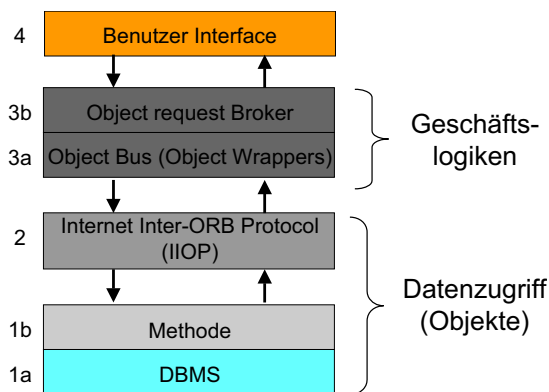 4
Benutzer Interface
3b
Object request Broker
3a
Object Bus (Object Wrappers)
Geschäfts-
logiken
2
Internet Inter-ORB Protocol
(IIOP)
Datenzugriff
(Objekte)
1b
Methode
1a
DBMS